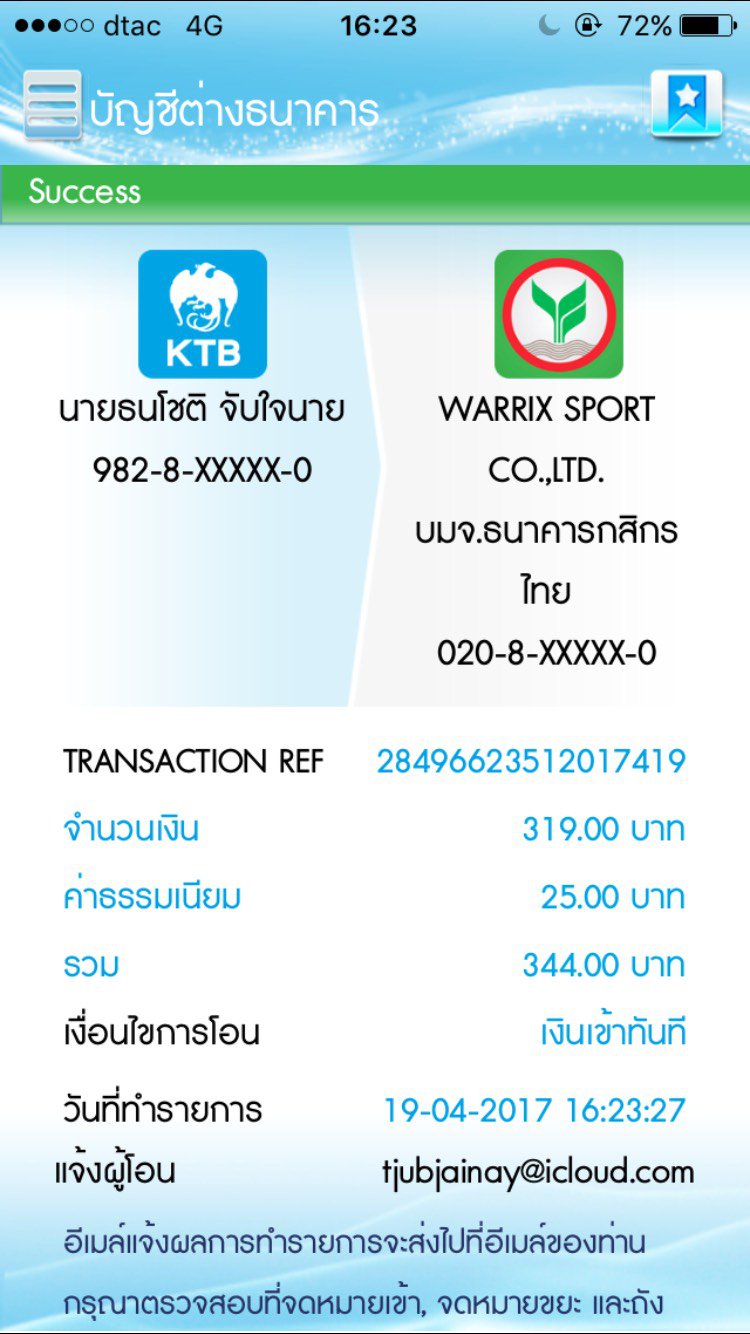 dtac 4G 16:23 72%
บัญชีต่างธนาคาร
Success
KTB
นายธนโชติ จับใจนาย
982-8-XXXXX-0
WARRIX SPORT
CO.,LTD.
บมจ.ธนาคารกสิกร
ไทย
020-8-XXXXX-0
TRANSACTION REF 28496623512017419
จำนวนเงิน 319.00 บาท
ค่าธรรมเนียม 25.00 บาท
รวม 344.00 บาท
เงื่อนไขการโอน เงินเข้าทันที
วันที่ทำรายการ 19-04-2017 16:23:27
แจ้งผู้โอน tjubjainay@icloud.com
อีเมล์แจ้งผลการทำรายการจะส่งไปที่อีเมล์ของท่าน
กรุณาตรวจสอบที่จดหมายเข้า, จดหมายขยะ และถัง